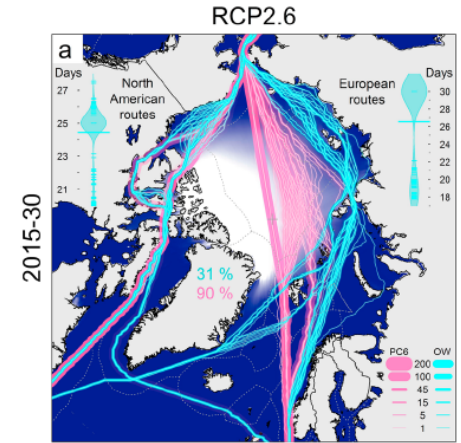 RCP2.6
a
Days
27
25
23
21
North
American
routes
European
routes
Days
30
28
26
24
22
20
18
2015-30
31 %
90 %
PC6 OW
200
100
45
15
5
1